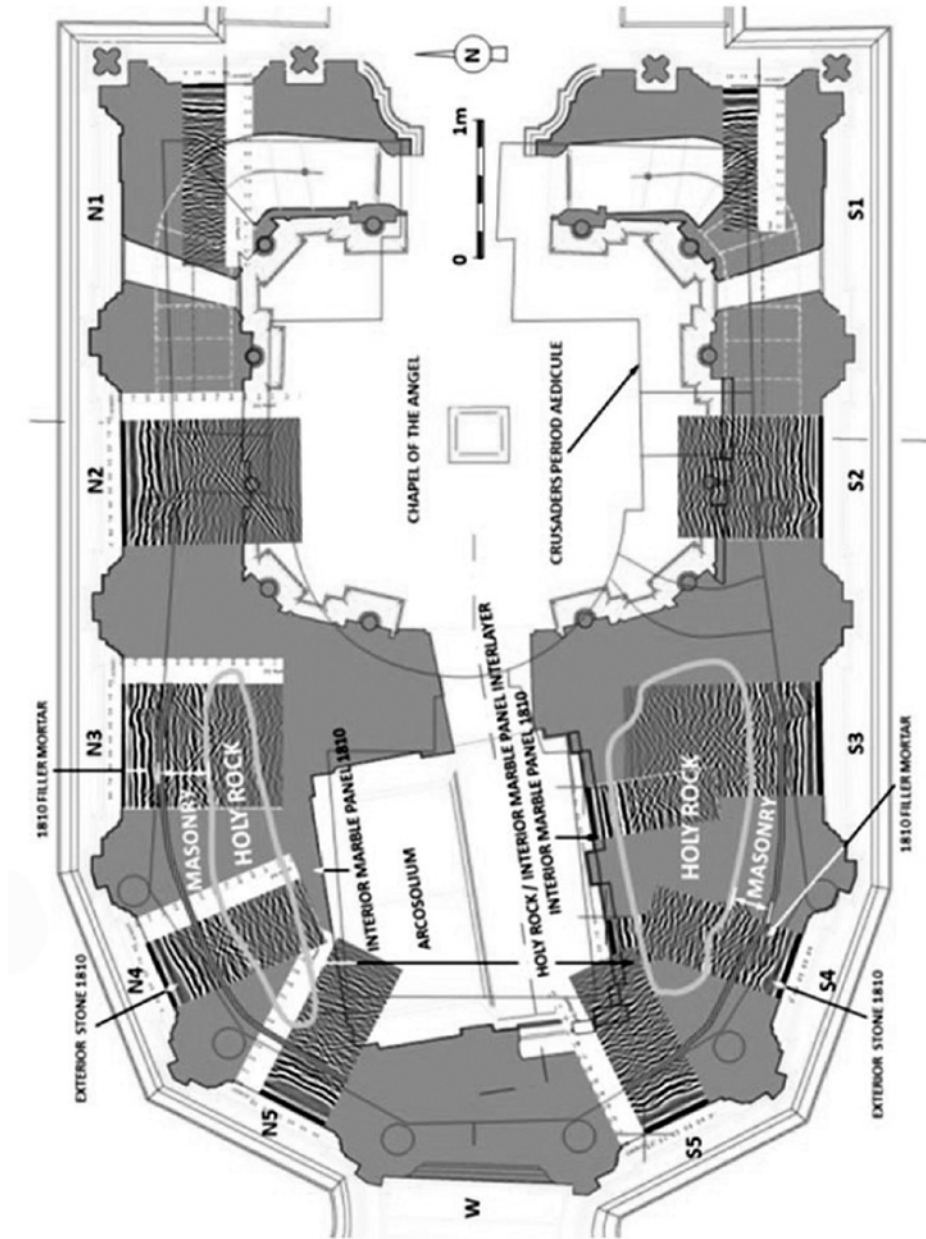 N
1m
0
N1
S1
N2
CHAPEL OF THE ANGEL
CRUSADERS PERIOD AEDICULE
S2
1810 FILLER MORTAR
N3
MASONRY
HOLY ROCK
INTERIOR MARBLE PANEL 1810
ARCOSOLIUM
HOLY ROCK / INTERIOR MARBLE PANEL INTERLAYER
INTERIOR MARBLE PANEL 1810
HOLY ROCK
MASONRY
S3
1810 FILLER MORTAR
N4
EXTERIOR STONE 1810
S4
EXTERIOR STONE 1810
N5
S5
W